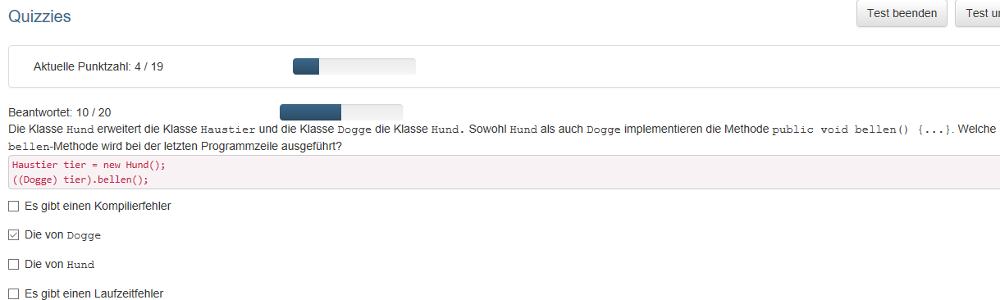 Quizzies
Test beenden
Test
Aktuelle Punktzahl: 4 / 19
Beantwortet: 10 / 20
Die Klasse Hund erweitert die Klasse Haustier und die Klasse Dogge die Klasse Hund. Sowohl Hund als auch Dogge implementieren die Methode public void bellen() {...}. Welche
bellen-Methode wird bei der letzten Programmzeile ausgeführt?
Haustier tier = new Hund();
((Dogge) tier).bellen();
Es gibt einen Kompilierfehler
Die von Dogge
Die von Hund
Es gibt einen Laufzeitfehler